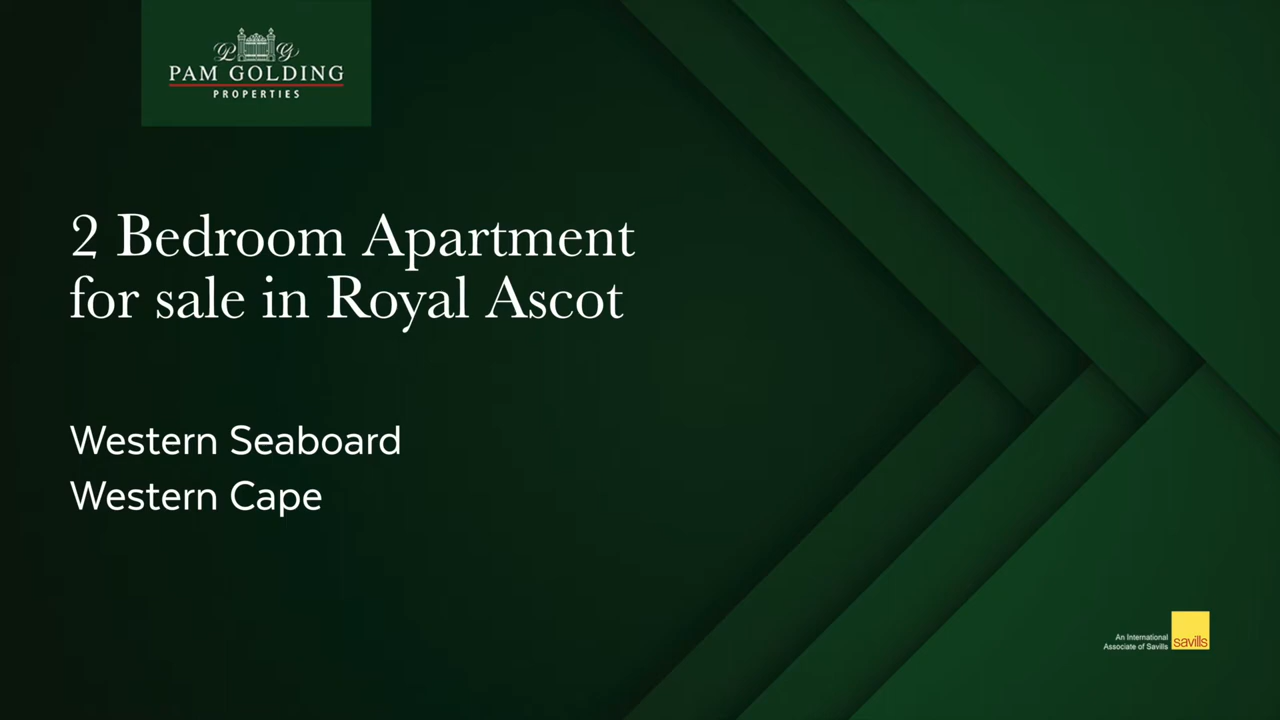 PG
PAM GOLDING
PROPERTIES
2 Bedroom Apartment
for sale in Royal Ascot
Western Seaboard
Western Cape
An International
Associate of Savills
savills